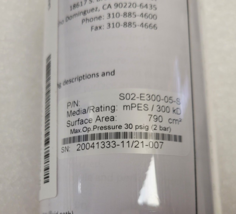 18617 S.
Dominguez, CA 90220-6435
Phone: 310-885-4600
Fax: 310-885-4666
descriptions and
P/N: S02-E300-05-
Media/Rating: mPES / 300 kD
Surface Area: 790 cm²
Max.Op.Pressure 30 psig (2 bar)
SN: 20041333-11/21-007